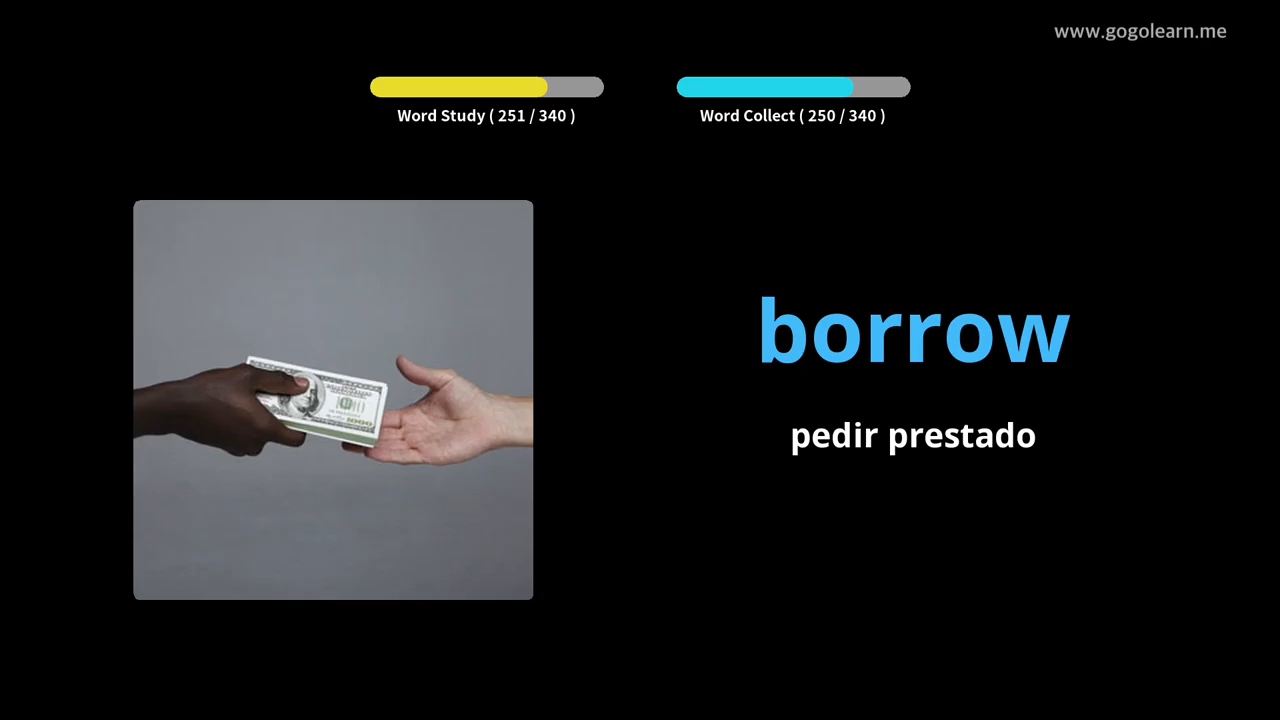 www.gogolearn.me
Word Study ( 251 / 340 )
Word Collect ( 250 / 340 )
borrow
pedir prestado